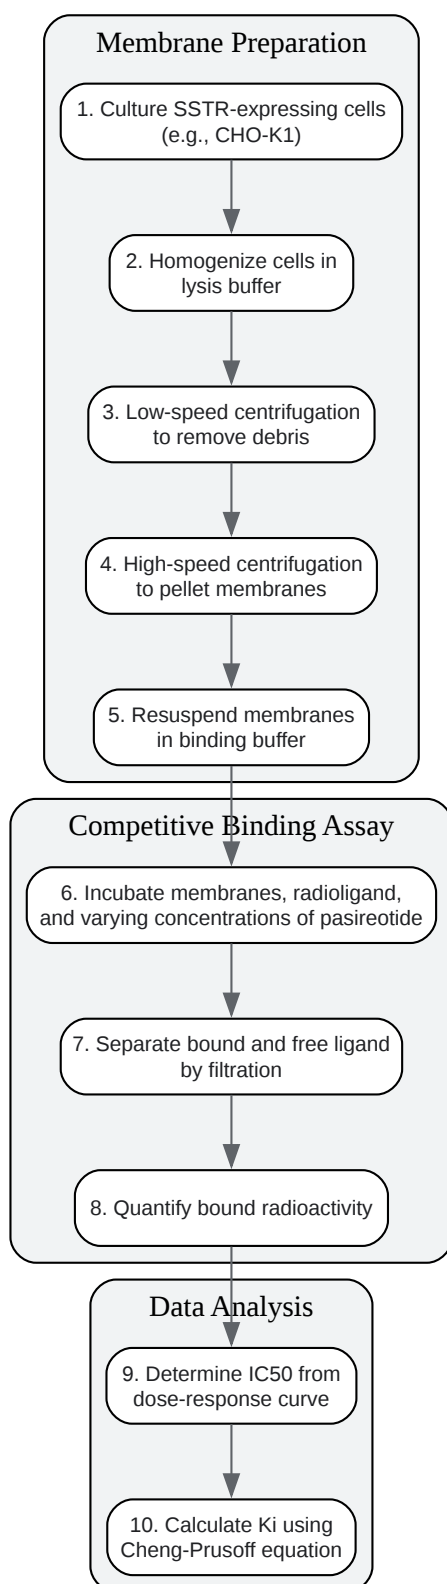 Membrane Preparation
1. Culture SSTR-expressing cells
(e.g., CHO-K1)
2. Homogenize cells in
lysis buffer
3. Low-speed centrifugation
to remove debris
4. High-speed centrifugation
to pellet membranes
5. Resuspend membranes
in binding buffer
Competitive Binding Assay
6. Incubate membranes, radioligand,
and varying concentrations of pasireotide
7. Separate bound and free ligand
by filtration
8. Quantify bound radioactivity
Data Analysis
9. Determine IC50 from
dose-response curve
10. Calculate Ki using
Cheng-Prusoff equation